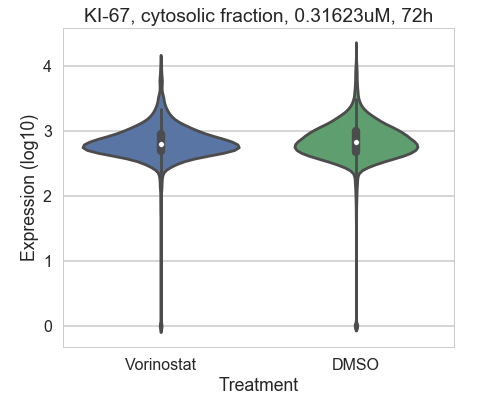 KI-67, cytosolic fraction, 0.31623uM, 72h
Expression (log10)
4
3
2
1
0
Vorinostat
DMSO
Treatment